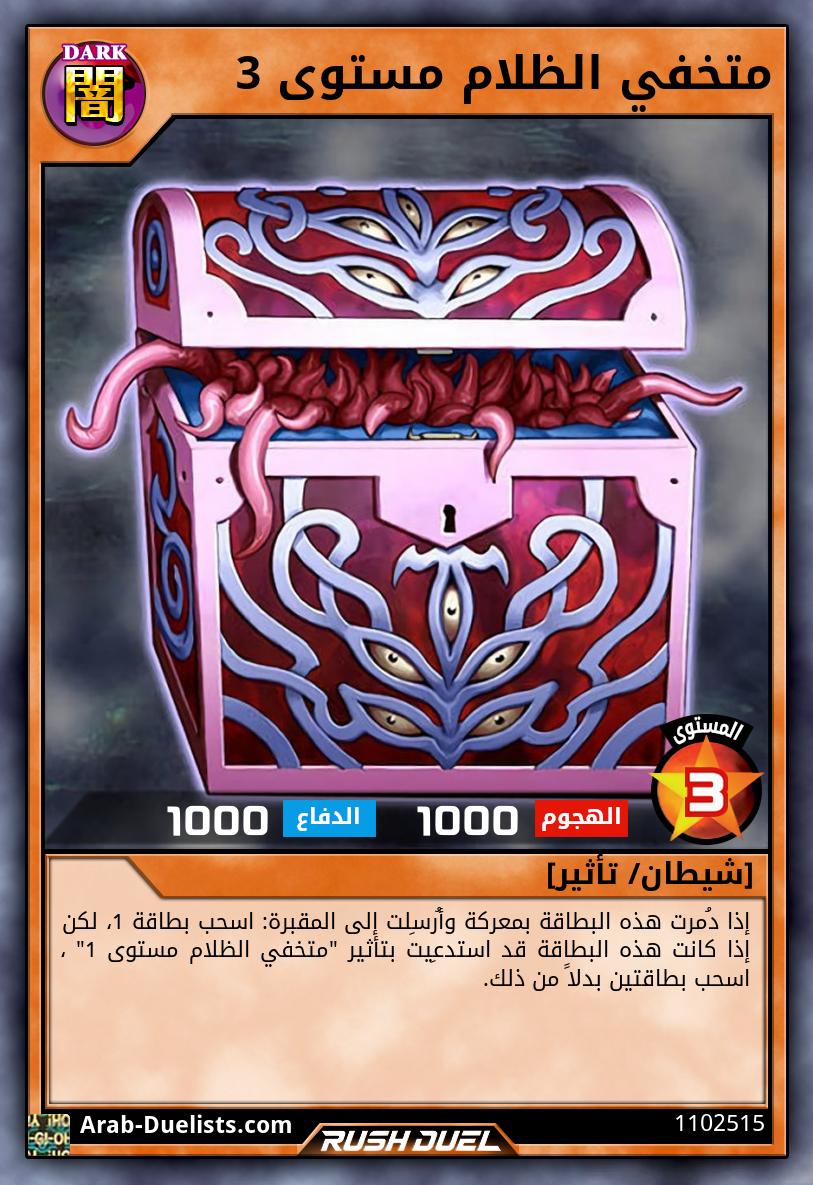 DARK
闇
متخفي الظلام مستوى 3
المستوى
3
الهجوم 1000 الدفاع 1000
[شيطان/ تأثير]
إذا دُمرت هذه البطاقة بمعركة وأُرسِلت إلى المقبرة: اسحب بطاقة 1، لكن
إذا كانت هذه البطاقة قد استدعيِت بتأثير "متخفي الظلام مستوى 1" ،
اسحب بطاقتين بدلاً من ذلك.
Arab-Duelists.com
RUSH DUEL
1102515